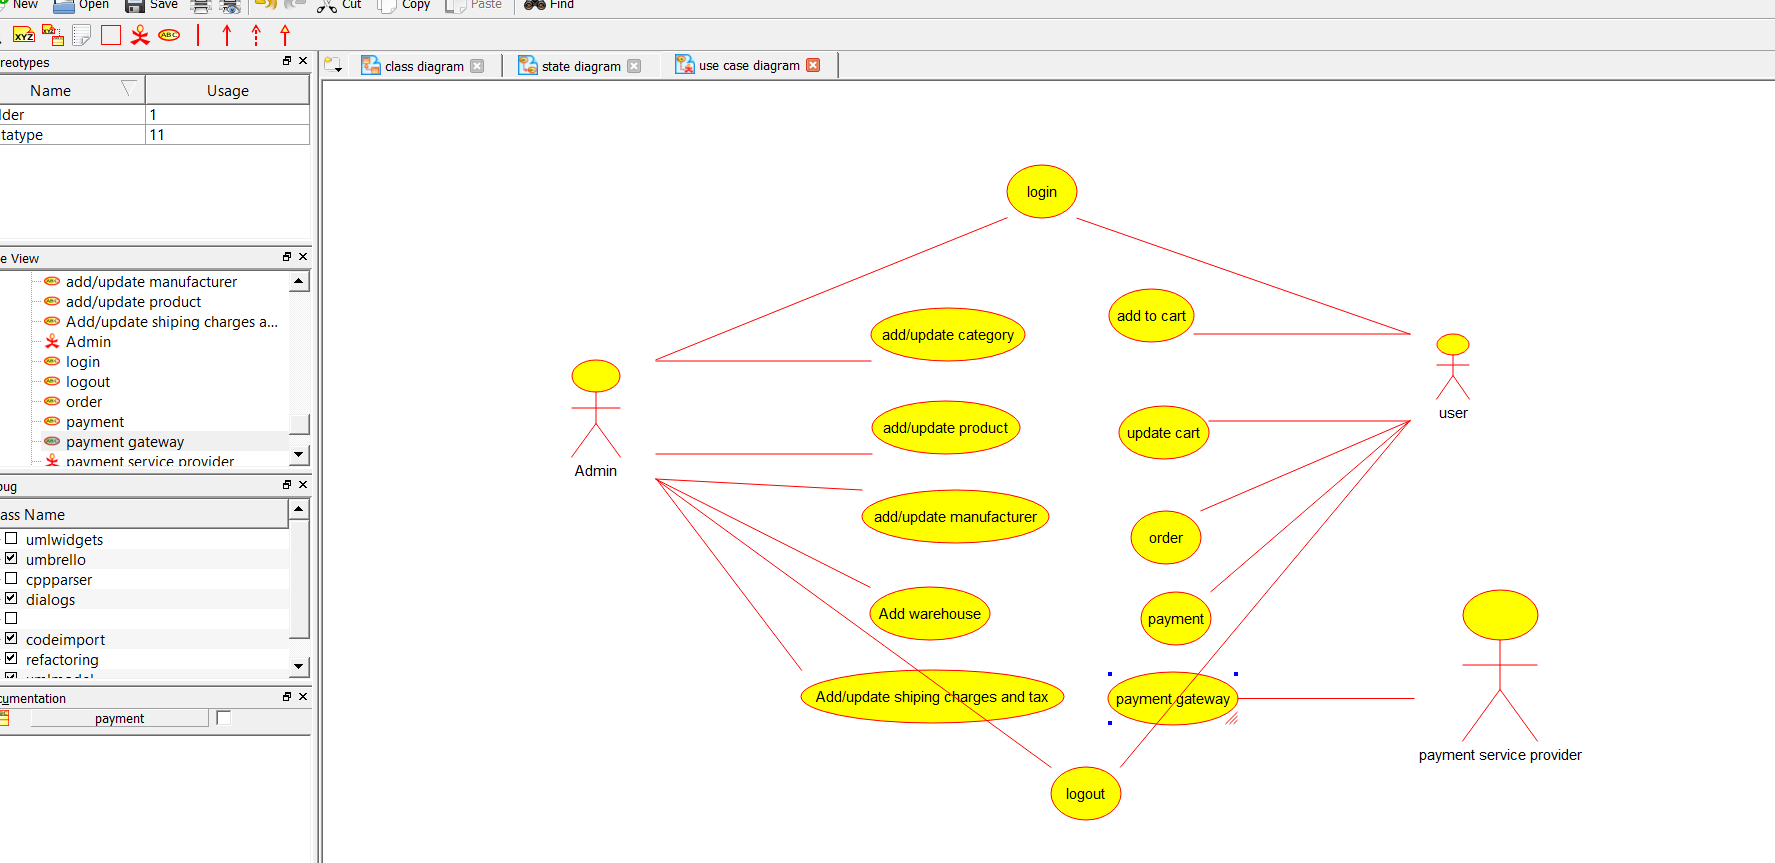 New Open Save Cut Copy Paste Find
XYZ XYZ ABC
reotypes
class diagram state diagram use case diagram
Name Usage
lder 1
tatype 11
e View
add/update manufacturer
add/update product
Add/update shiping charges a...
Admin
login
logout
order
payment
payment gateway
payment service provider
ug
ass Name
umlwidgets
umbrello
cppparser
dialogs
codeimport
refactoring
umlmodel
cumentation
payment
login
add to cart
add/update category
user
add/update product
update cart
Admin
add/update manufacturer
order
Add warehouse
payment
Add/update shiping charges and tax
payment gateway
payment service provider
logout